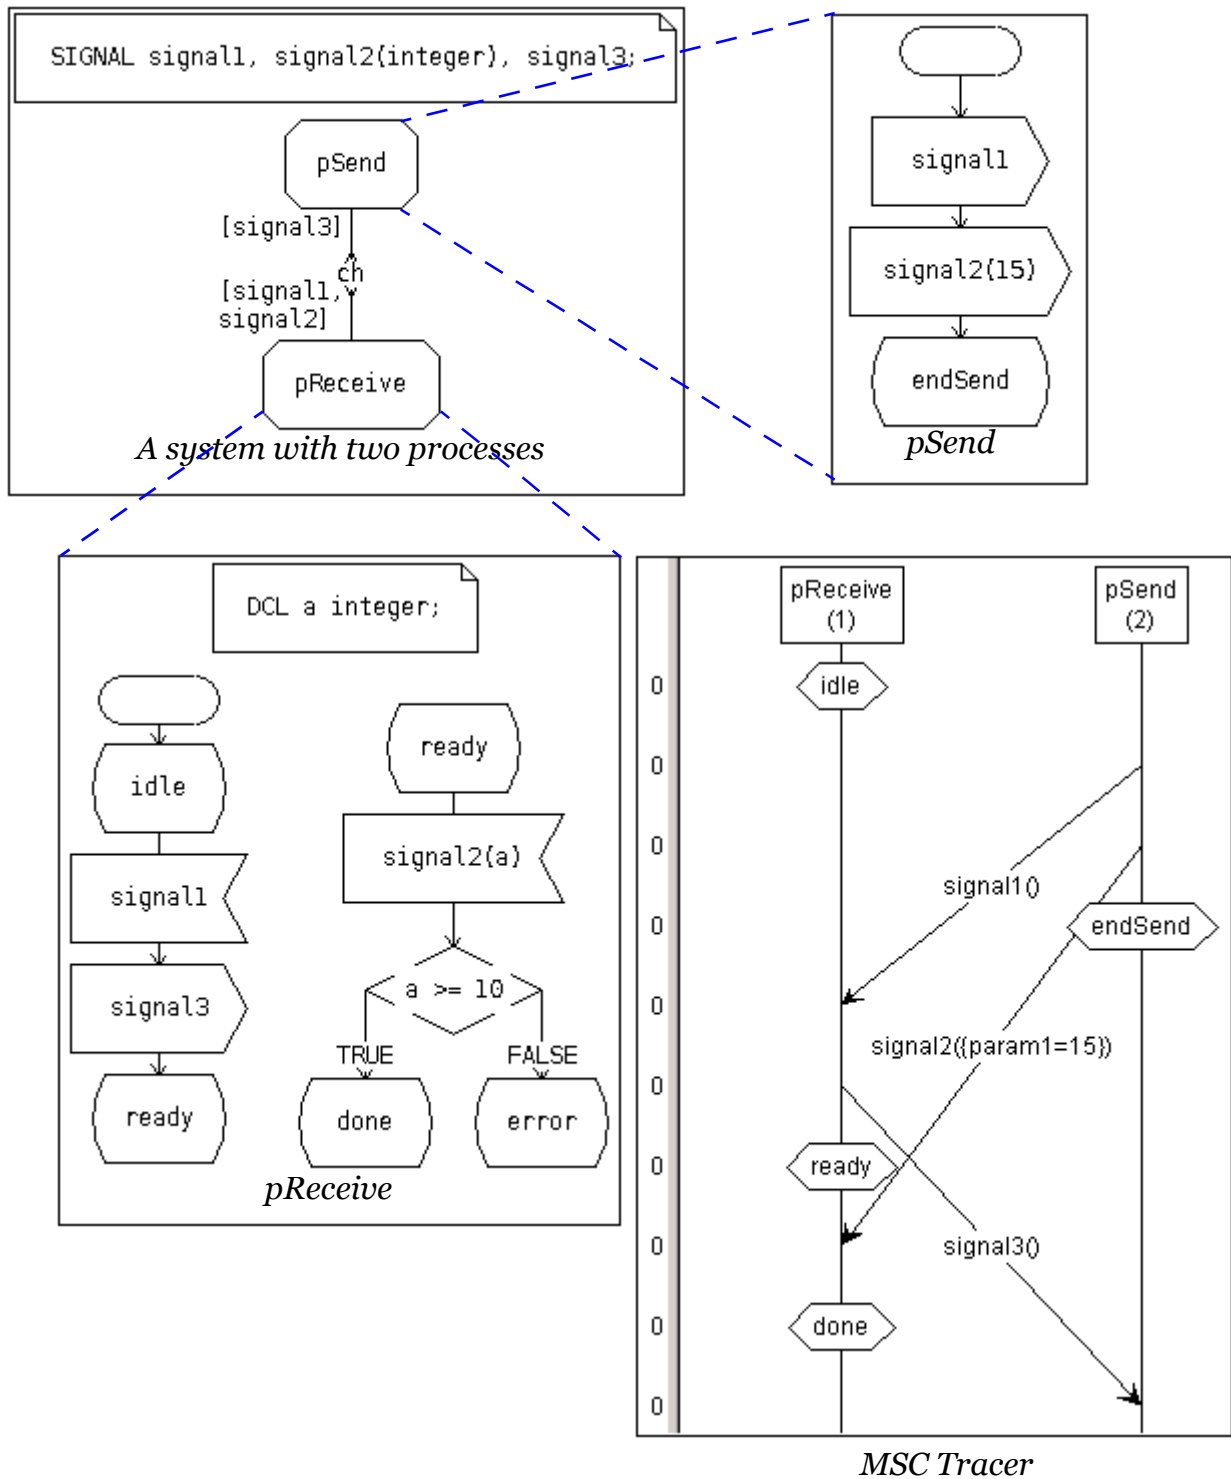 SIGNAL signal1, signal2(integer), signal3;
pSend
[signal3]
ch
[signal1,
signal2]
pReceive
A system with two processes
signal1
signal2(15)
endSend
pSend
DCL a integer;
idle
signal1
signal3
ready
ready
signal2(a)
a >= 10
TRUE
FALSE
done
error
pReceive
pReceive
(1)
pSend
(2)
0
idle
0
0
signal1()
0
endSend
0
signal2({param1=15})
0
0
ready
0
signal3()
0
done
0
MSC Tracer